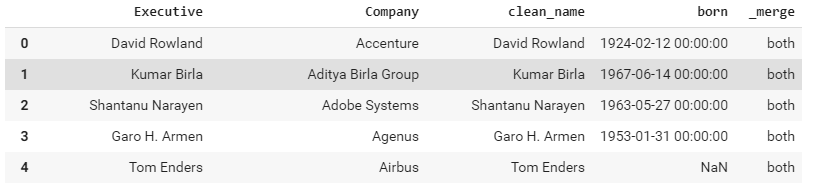 Executive Company clean_name born _merge
0 David Rowland Accenture David Rowland 1924-02-12 00:00:00 both
1 Kumar Birla Aditya Birla Group Kumar Birla 1967-06-14 00:00:00 both
2 Shantanu Narayen Adobe Systems Shantanu Narayen 1963-05-27 00:00:00 both
3 Garo H. Armen Agenus Garo H. Armen 1953-01-31 00:00:00 both
4 Tom Enders Airbus Tom Enders NaN both